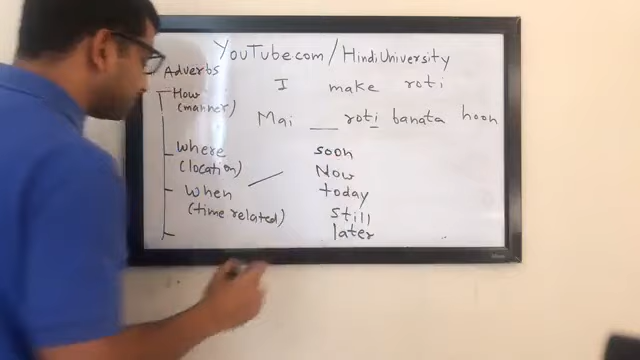 YouTube.com/HindiUniversity
Adverbs
I make roti
How
(manner)
Mai ___ roti banata hoon
where
(location)
when
(time related)
soon
Now
today
still
later